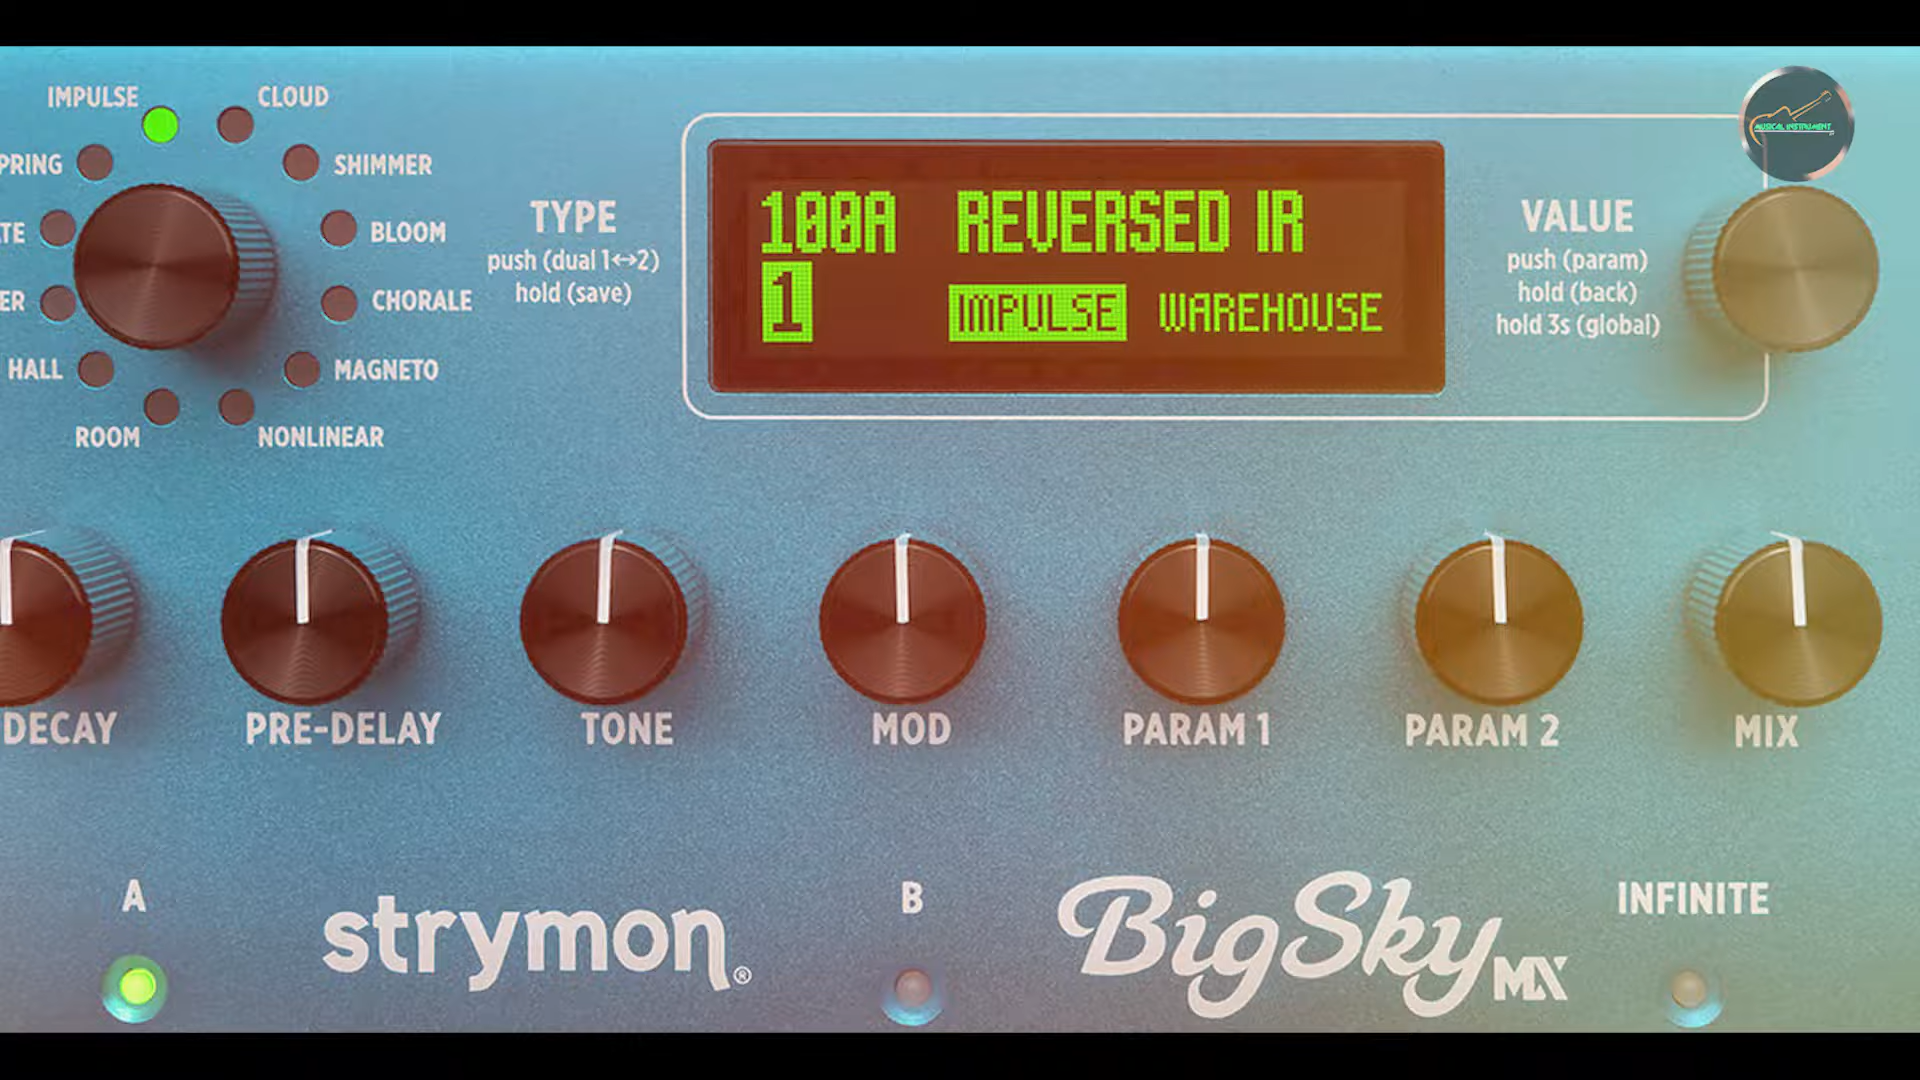 IMPULSE
CLOUD
PRING
SHIMMER
TE
BLOOM
ER
CHORALE
HALL
MAGNETO
ROOM
NONLINEAR
TYPE
push (dual 1↔2)
hold (save)
100A REVERSED IR
1 IMPULSE WAREHOUSE
VALUE
push (param)
hold (back)
hold 3s (global)
MUSICAL INSTRUMENT
DECAY
PRE-DELAY
TONE
MOD
PARAM 1
PARAM 2
MIX
A
strymon®
B
BigSky MX
INFINITE